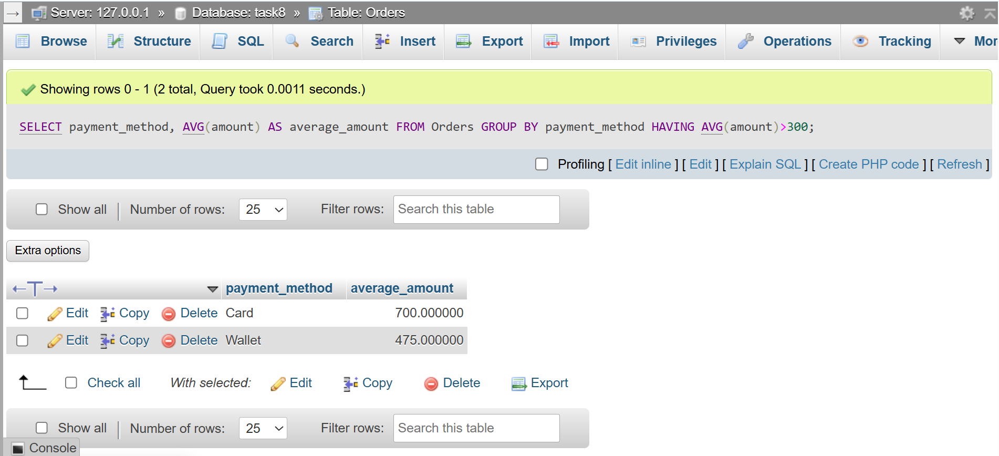 → Server: 127.0.0.1 » Database: task8 » Table: Orders
Browse Structure SQL Search Insert Export Import Privileges Operations Tracking Mor
Showing rows 0 - 1 (2 total, Query took 0.0011 seconds.)
SELECT payment_method, AVG(amount) AS average_amount FROM Orders GROUP BY payment_method HAVING AVG(amount)>300;
Profiling [ Edit inline ] [ Edit ] [ Explain SQL ] [ Create PHP code ] [ Refresh ]
Show all | Number of rows: 25 Filter rows: Search this table
Extra options
←T→ payment_method average_amount
Edit Copy Delete Card 700.000000
Edit Copy Delete Wallet 475.000000
Check all With selected: Edit Copy Delete Export
Show all | Number of rows: 25 Filter rows: Search this table
Console